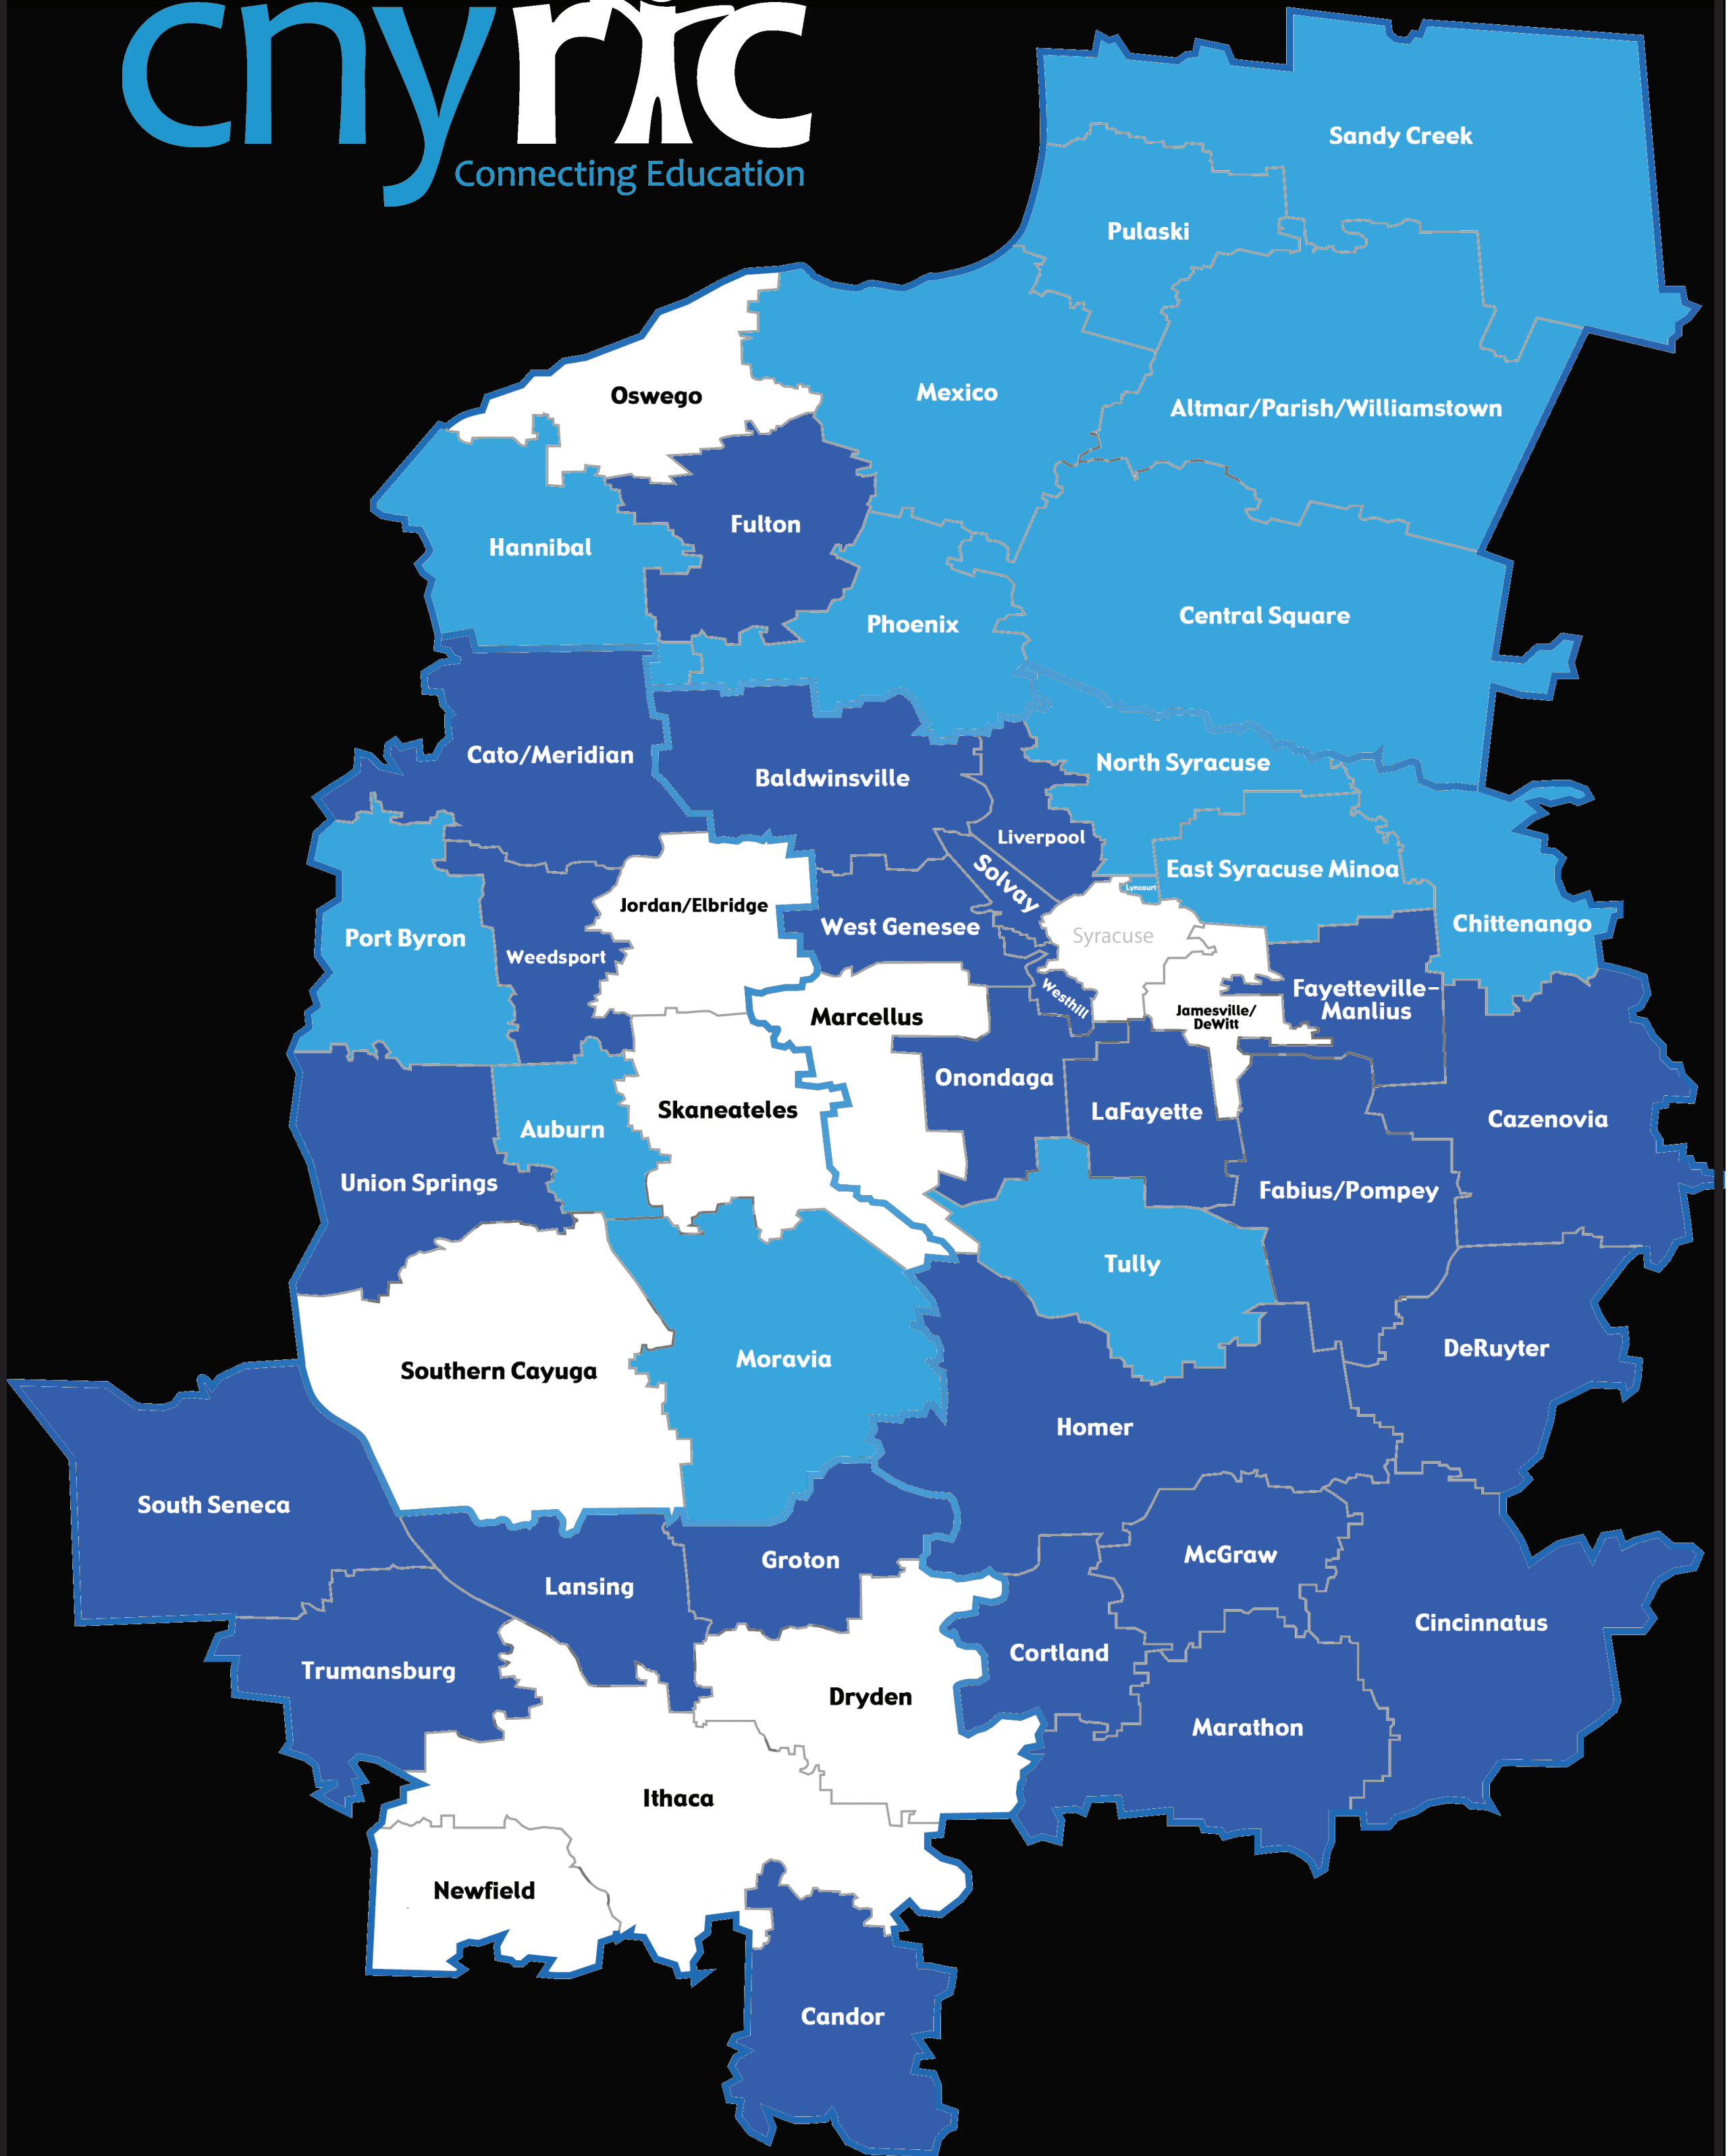 cnyric
Connecting Education
Sandy Creek
Pulaski
Mexico
Oswego
Altmar/Parish/Williamstown
Fulton
Hannibal
Central Square
Phoenix
Cato/Meridian
North Syracuse
Baldwinsville
Liverpool
East Syracuse Minoa
Solvay
Lyncourt
Jordan/Elbridge
Chittenango
West Genesee
Syracuse
Port Byron
Weedsport
Fayetteville-
Manlius
Westhill
Marcellus
Jamesville/
DeWitt
Onondaga
Skaneateles
LaFayette
Cazenovia
Auburn
Union Springs
Fabius/Pompey
Tully
DeRuyter
Moravia
Southern Cayuga
Homer
South Seneca
McGraw
Groton
Lansing
Cincinnatus
Cortland
Trumansburg
Dryden
Marathon
Ithaca
Newfield
Candor